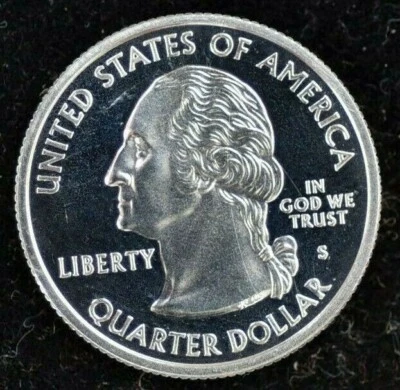 UNITED STATES OF AMERICA
IN
GOD WE
TRUST
LIBERTY
S
QUARTER DOLLAR